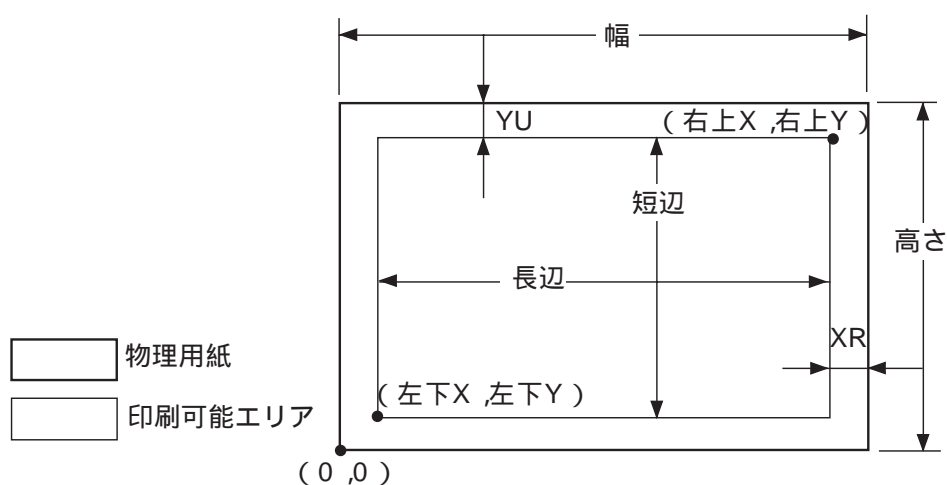 幅
YU
(右上X ,右上Y)
短辺
高さ
長辺
XR
物理用紙
(左下X ,左下Y)
印刷可能エリア
(0 ,0)